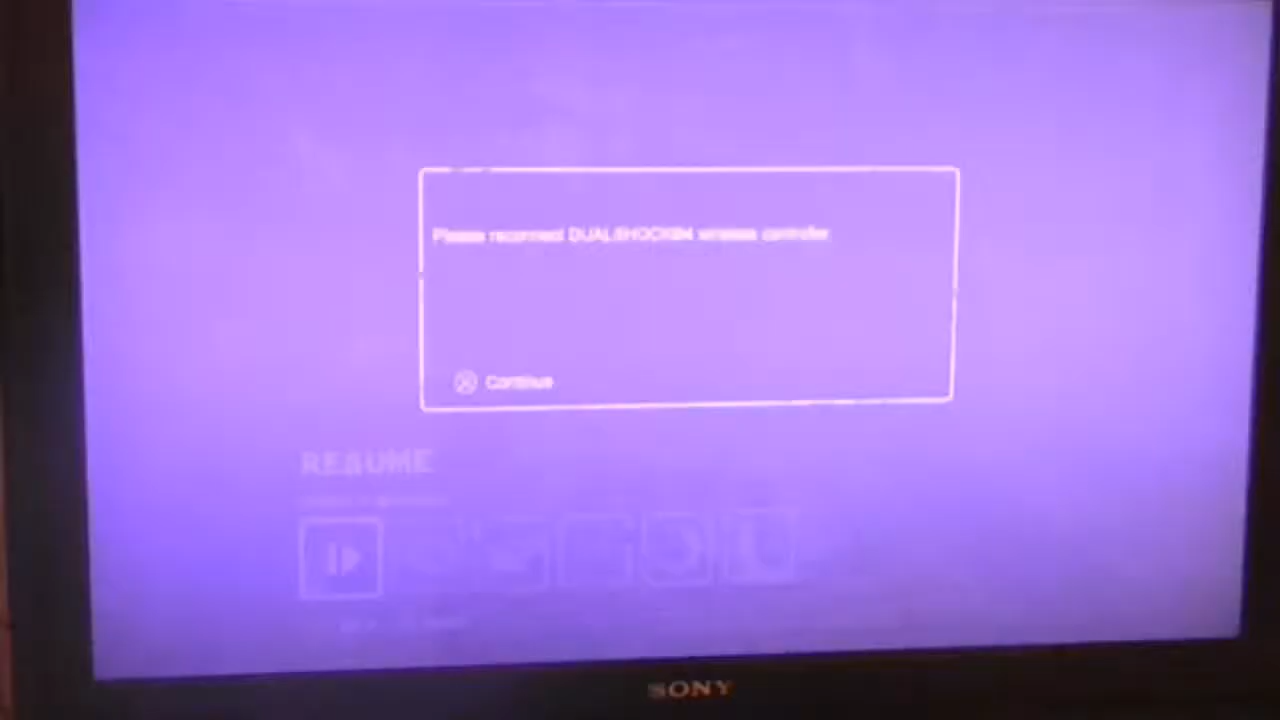 Please reconnect DUALSHOCK®4 wireless controller
Continue
RESUME
SONY